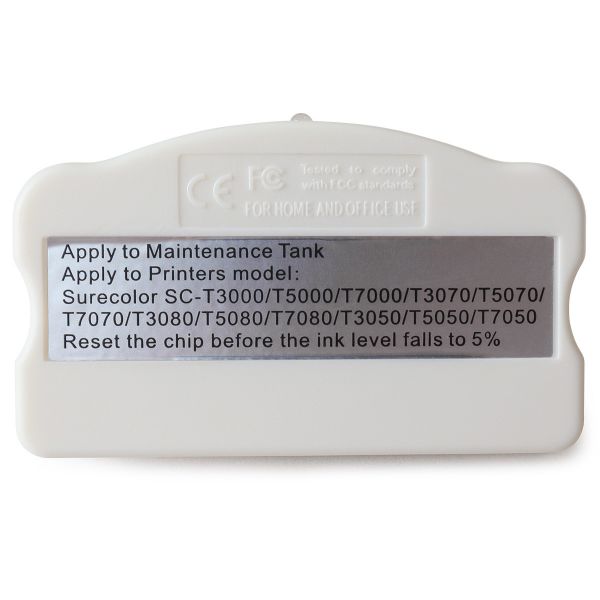 CE FC Tested to comply
with FCC standards
FOR HOME AND OFFICE USE
Apply to Maintenance Tank
Apply to Printers model:
Surecolor SC-T3000/T5000/T7000/T3070/T5070/
T7070/T3080/T5080/T7080/T3050/T5050/T7050
Reset the chip before the ink level falls to 5%